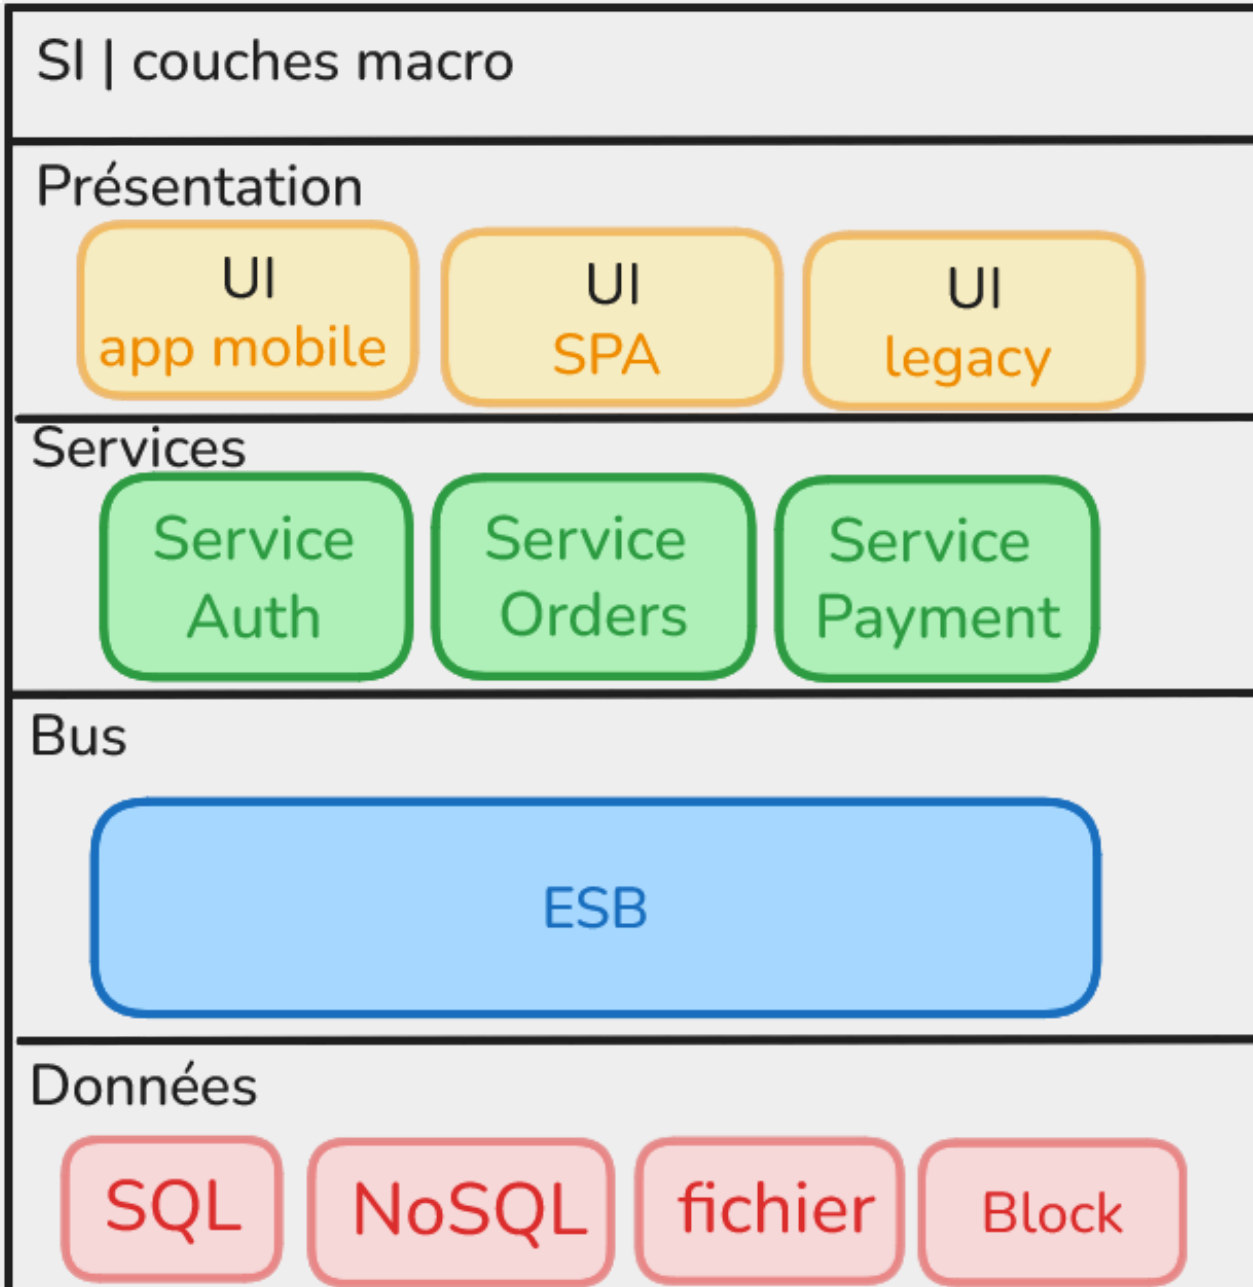 SI | couches macro
Présentation
UI
app mobile
UI
SPA
UI
legacy
Services
Service
Auth
Service
Orders
Service
Payment
Bus
ESB
Données
SQL
NoSQL
fichier
Block